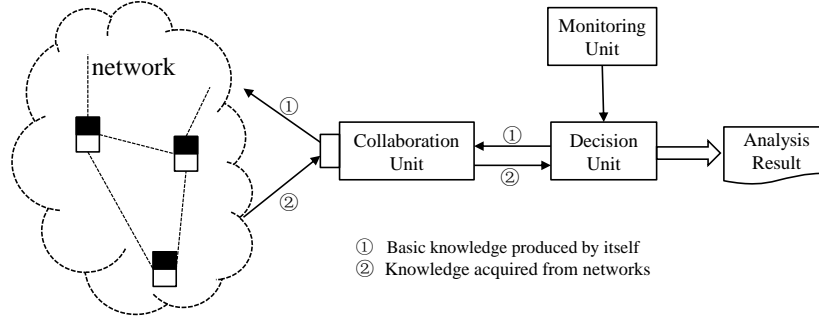 Monitoring
Unit
network
①
Collaboration
Unit
①
②
Decision
Unit
Analysis
Result
②
① Basic knowledge produced by itself
② Knowledge acquired from networks